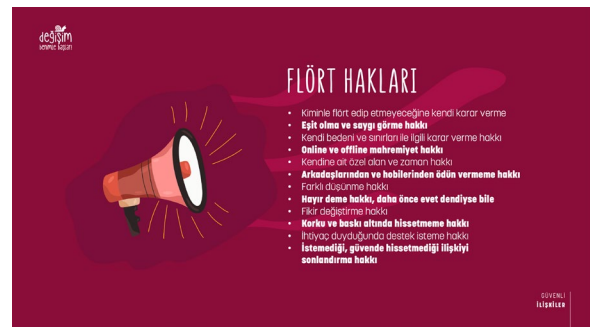 değişim
benimle başlar!
FLÖRT HAKLARI
• Kiminle flört edip etmeyeceğine kendi karar verme
• Eşit olma ve saygı görme hakkı
• Kendi bedeni ve sınırları ile ilgili karar verme hakkı
• Online ve offline mahremiyet hakkı
• Kendine ait özel alan ve zaman hakkı
• Arkadaşlarından ve hobilerinden ödün vermeme hakkı
• Farklı düşünme hakkı
• Hayır deme hakkı, daha önce evet dendiyse bile
• Fikir değiştirme hakkı
• Korku ve baskı altında hissetmeme hakkı
• İhtiyaç duyduğunda destek isteme hakkı
• İstemediği, güvende hissetmediği ilişkiyi
sonlandırma hakkı
GÜVENLİ
İLİŞKİLER